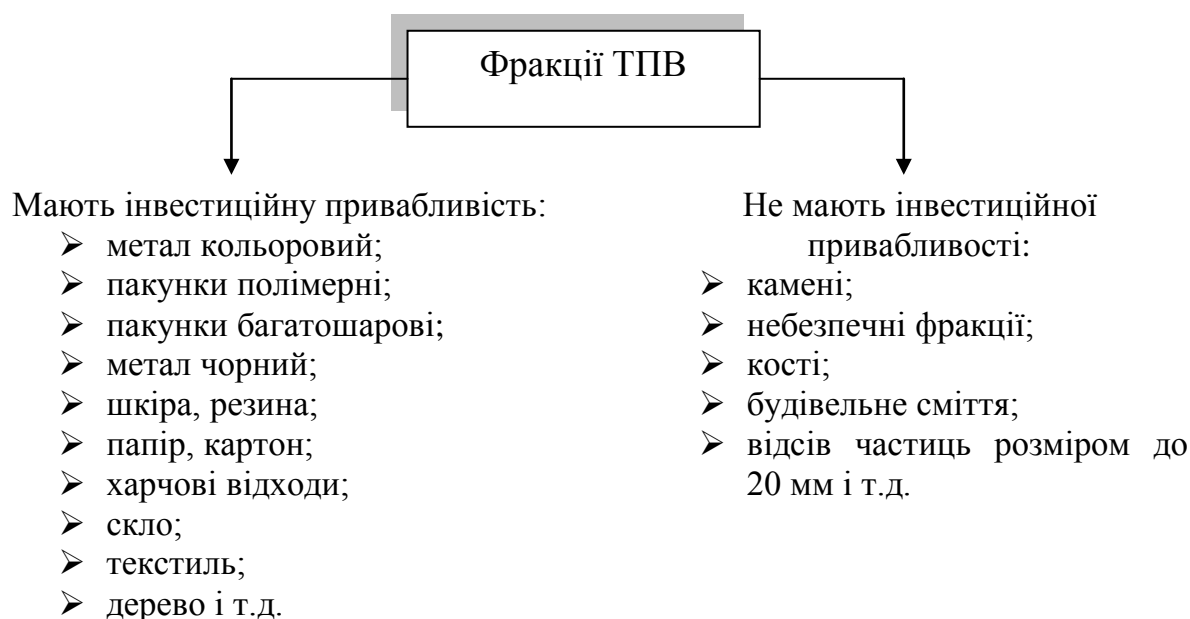 Фракції ТПВ
Мають інвестиційну привабливість:
➢ метал кольоровий;
➢ пакунки полімерні;
➢ пакунки багатошарові;
➢ метал чорний;
➢ шкіра, резина;
➢ папір, картон;
➢ харчові відходи;
➢ скло;
➢ текстиль;
➢ дерево і т.д.
Не мають інвестиційної
привабливості:
➢ камені;
➢ небезпечні фракції;
➢ кості;
➢ будівельне сміття;
➢ відсів частиць розміром до
20 мм і т.д.